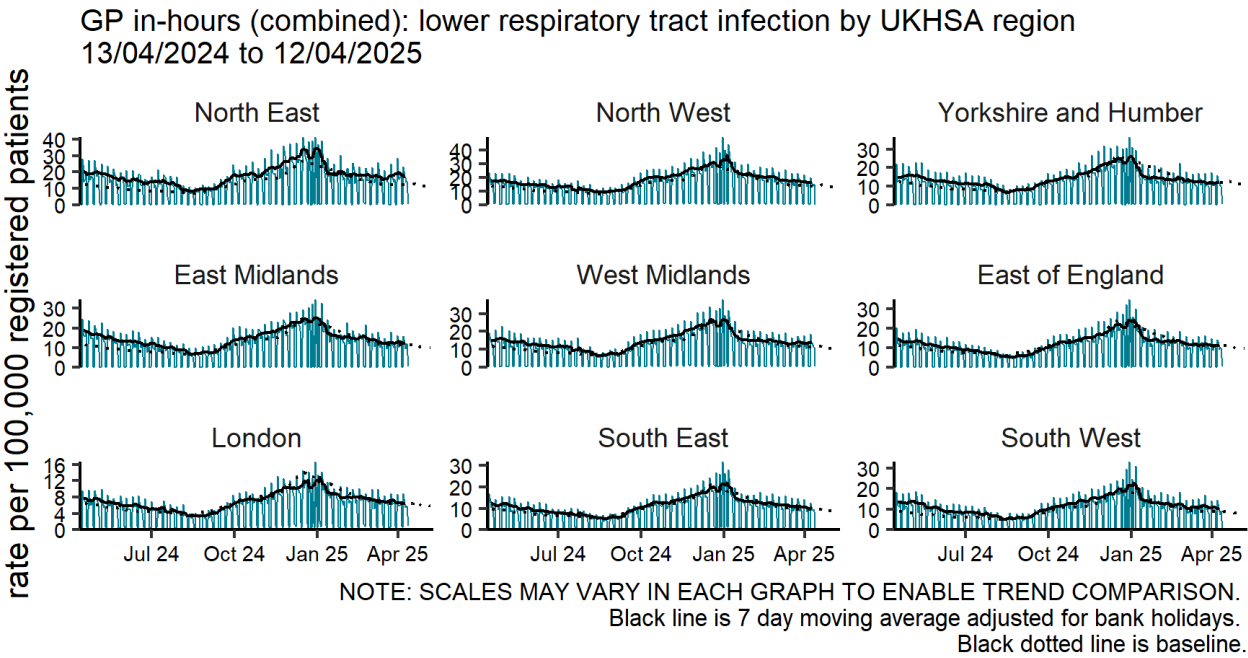 GP in-hours (combined): lower respiratory tract infection by UKHSA region
13/04/2024 to 12/04/2025
rate per 100,000 registered patients
North East
40
30
20
10
0
North West
40
30
20
10
0
Yorkshire and Humber
30
20
10
0
East Midlands
30
20
10
0
West Midlands
30
20
10
0
East of England
30
20
10
0
London
16
12
8
4
0
South East
30
20
10
0
South West
30
20
10
0
Jul 24 Oct 24 Jan 25 Apr 25
Jul 24 Oct 24 Jan 25 Apr 25
Jul 24 Oct 24 Jan 25 Apr 25
NOTE: SCALES MAY VARY IN EACH GRAPH TO ENABLE TREND COMPARISON.
Black line is 7 day moving average adjusted for bank holidays.
Black dotted line is baseline.